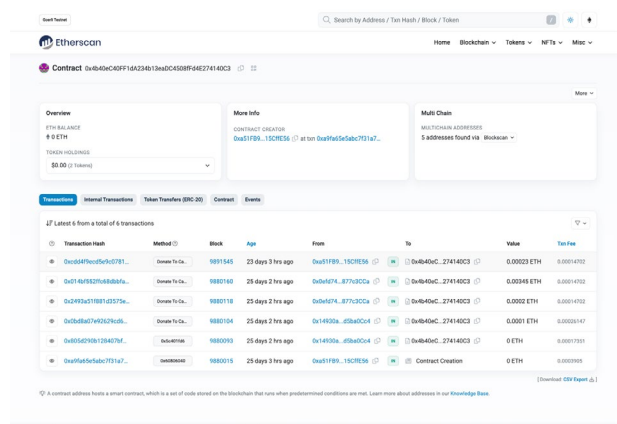 Goerli Testnet
Search by Address / Txn Hash / Block / Token
/
Etherscan
Home Blockchain Tokens NFTs Misc
Contract 0x4b40eC40FF1dA234b13eaDC4508fFd4E274140C3
More
Overview
ETH BALANCE
0 ETH
TOKEN HOLDINGS
$0.00 (2 Tokens)
More Info
CONTRACT CREATOR
0xa51FB9...15CffE56 at txn 0xa9fa65e5abc7f31a7...
Multi Chain
MULTICHAIN ADDRESSES
5 addresses found via Blockscan
Transactions Internal Transactions Token Transfers (ERC-20) Contract Events
Latest 6 from a total of 6 transactions
Transaction Hash Method Block Age From To Value Txn Fee
0xcdd4f9ecd5e9c0781... Donate To Ca... 9891545 23 days 3 hrs ago 0xa51FB9...15CffE56 IN 0x4b40eC...274140C3 0.00023 ETH 0.00014702
0x014bf582ffc68dbbfa... Donate To Ca... 9880160 25 days 2 hrs ago 0x0efd74...877c3CCa IN 0x4b40eC...274140C3 0.00345 ETH 0.00014702
0x2493a51f881d3575e... Donate To Ca... 9880118 25 days 2 hrs ago 0x0efd74...877c3CCa IN 0x4b40eC...274140C3 0.0002 ETH 0.00014702
0x0bd8a07e92629cd6... Donate To Ca... 9880104 25 days 2 hrs ago 0x14930a...d5ba0Cc4 IN 0x4b40eC...274140C3 0.0001 ETH 0.00026147
0x805d290b128407bf... 0x5c401fd6 9880093 25 days 2 hrs ago 0x14930a...d5ba0Cc4 IN 0x4b40eC...274140C3 0 ETH 0.00017331
0xa9fa65e5abc7f31a7... 0x60806040 9880015 25 days 3 hrs ago 0xa51FB9...15CffE56 IN Contract Creation 0 ETH 0.0003905
[ Download: CSV Export ]
A contract address hosts a smart contract, which is a set of code stored on the blockchain that runs when predetermined conditions are met. Learn more about addresses in our Knowledge Base.